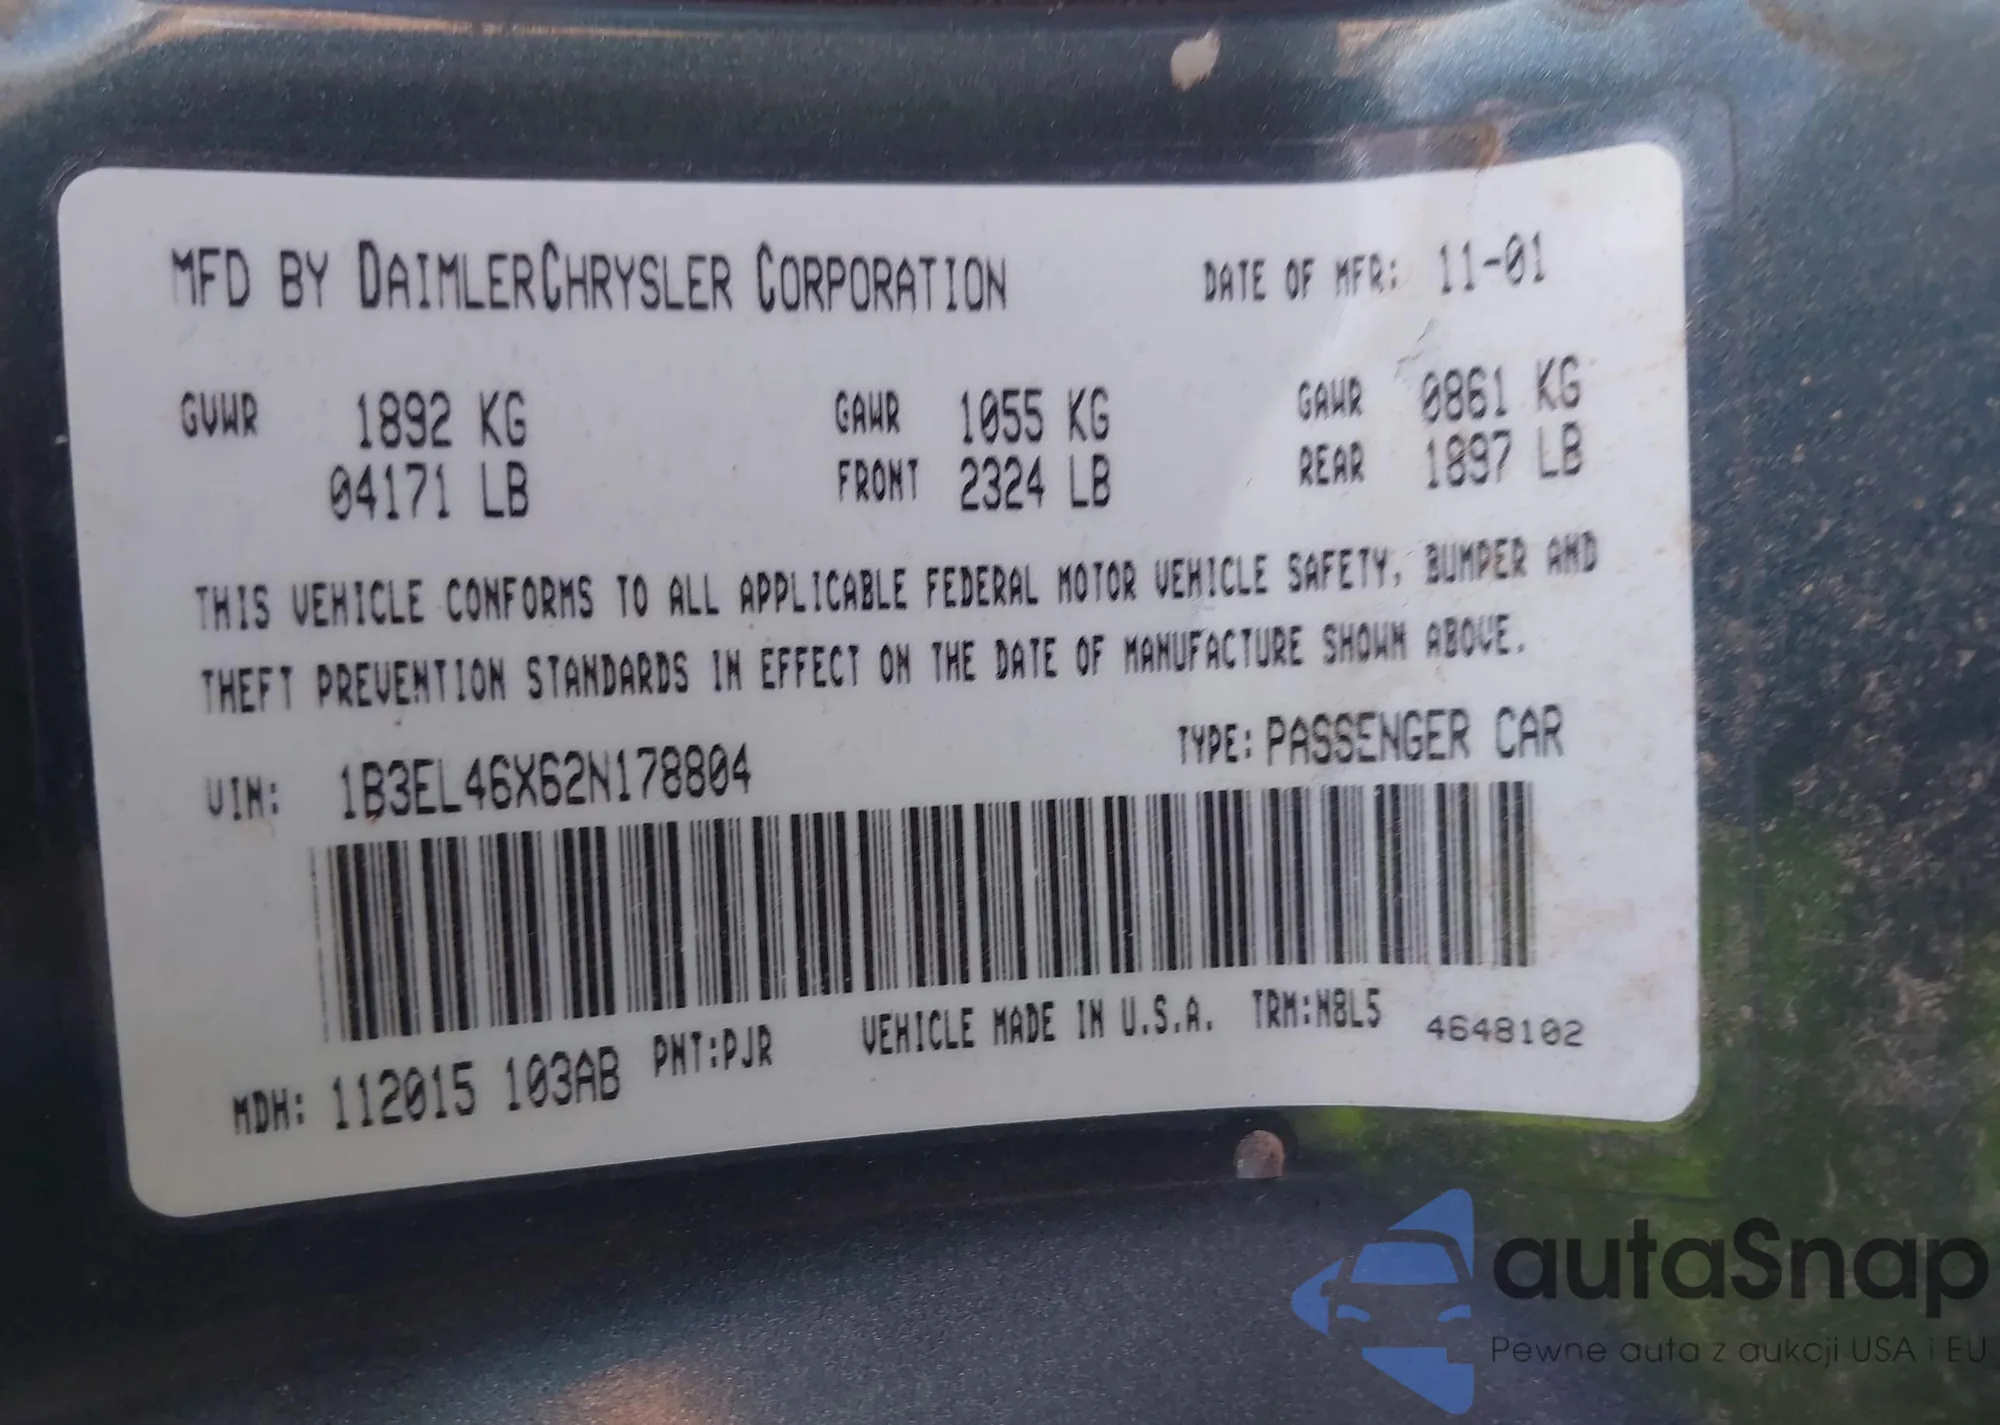 MFD BY DAIMLERCHRYSLER CORPORATION DATE OF MFR: 11-01
GVWR 1892 KG GAWR 1055 KG GAWR 0861 KG
04171 LB FRONT 2324 LB REAR 1897 LB
THIS VEHICLE CONFORMS TO ALL APPLICABLE FEDERAL MOTOR VEHICLE SAFETY, BUMPER AND
THEFT PREVENTION STANDARDS IN EFFECT ON THE DATE OF MANUFACTURE SHOWN ABOVE.
VIN: 1B3EL46X62N178804 TYPE: PASSENGER CAR
MDH: 112015 103AB PNT:PJR VEHICLE MADE IN U.S.A. TRM:N8L5 4648102
autaSnap
Pewne auta z aukcji USA i EU